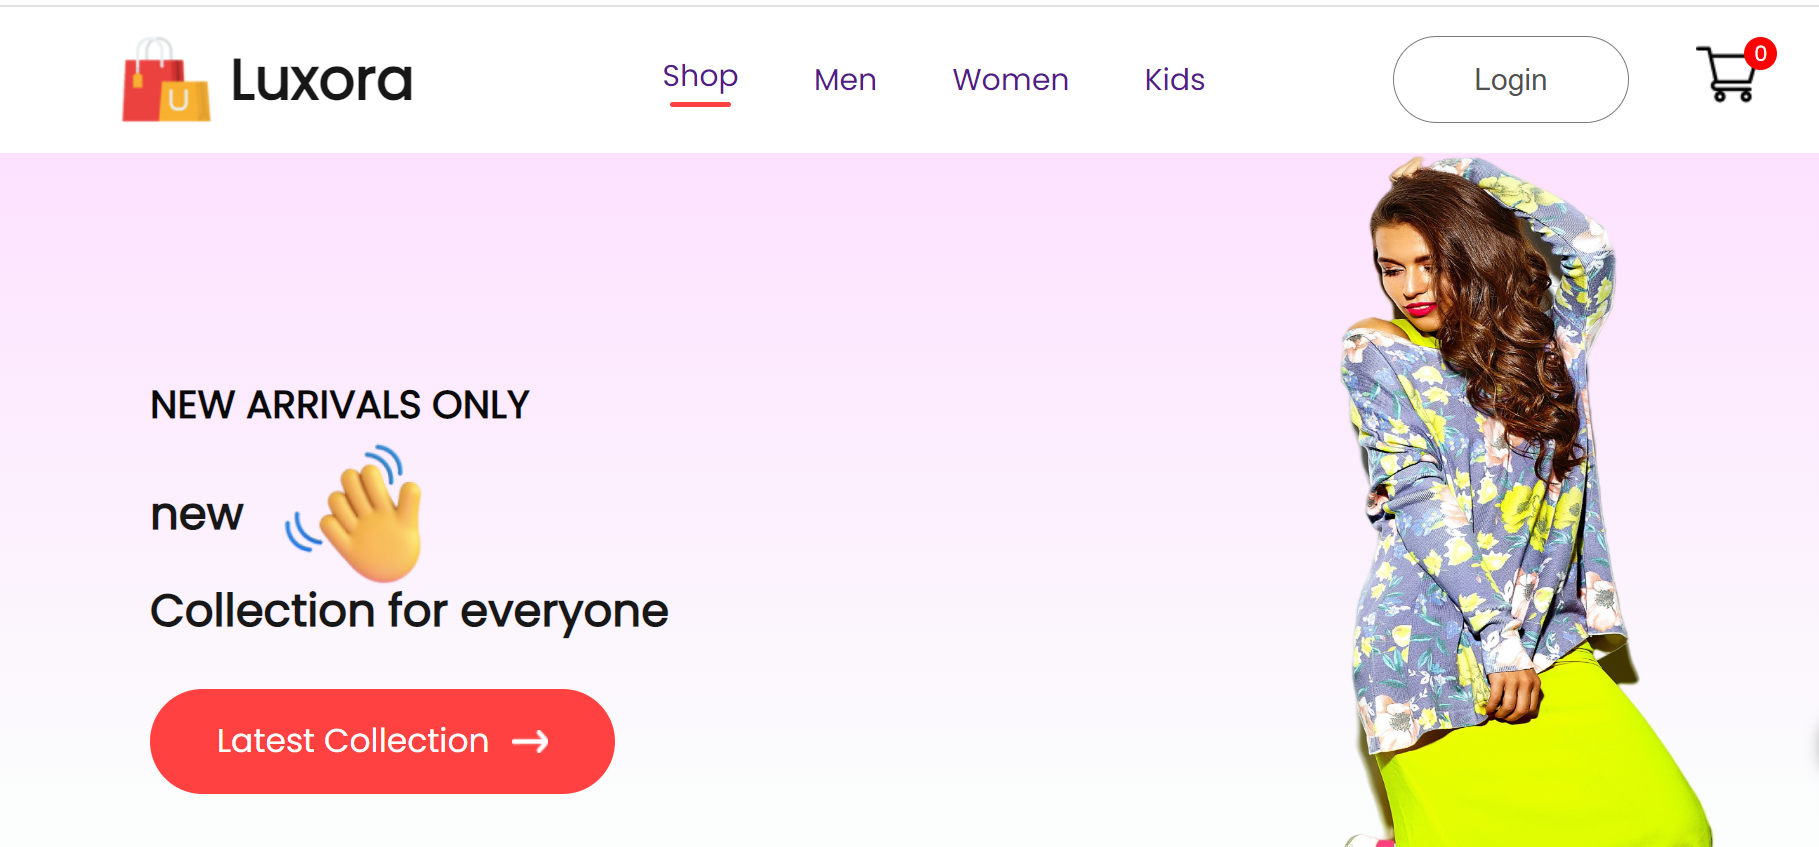 U
Luxora
Shop
Men
Women
Kids
Login
0
NEW ARRIVALS ONLY
new
Collection for everyone
Latest Collection →